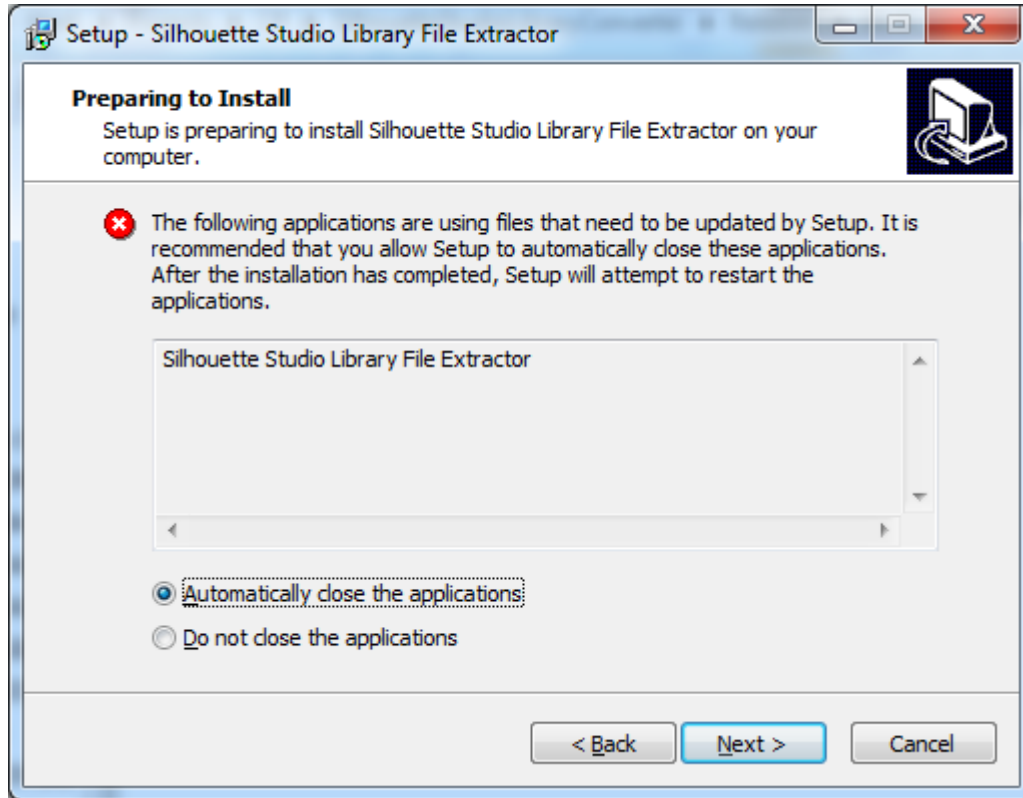 Setup - Silhouette Studio Library File Extractor
Preparing to Install
Setup is preparing to install Silhouette Studio Library File Extractor on your
computer.
The following applications are using files that need to be updated by Setup. It is
recommended that you allow Setup to automatically close these applications.
After the installation has completed, Setup will attempt to restart the
applications.
Silhouette Studio Library File Extractor
Automatically close the applications
Do not close the applications
< Back
Next >
Cancel